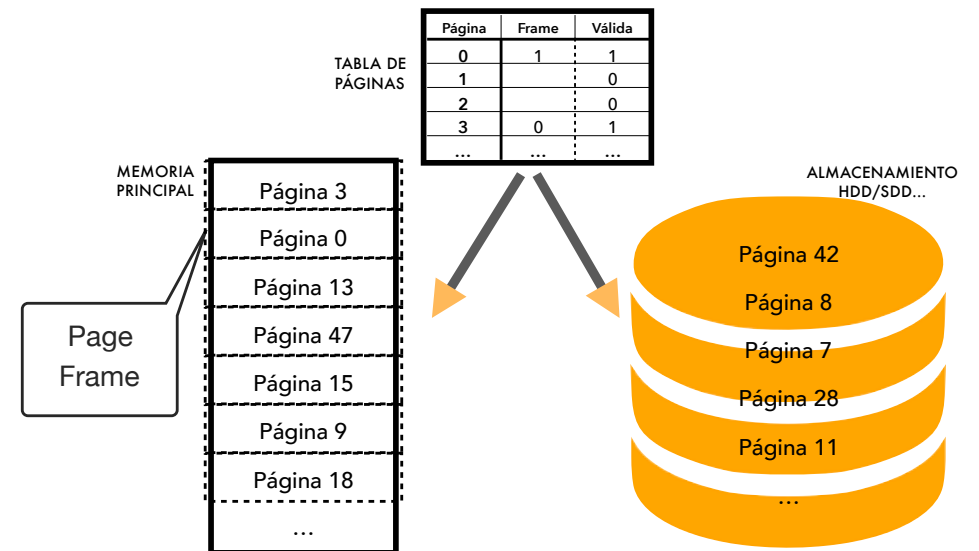 Página Frame Válida
0 1 1
1 0
2 0
3 0 1
... ... ...
TABLA DE
PÁGINAS
MEMORIA
PRINCIPAL
Página 3
Página 0
Página 13
Página 47
Página 15
Página 9
Página 18
...
Page
Frame
ALMACENAMIENTO
HDD/SDD...
Página 42
Página 8
Página 7
Página 28
Página 11
...